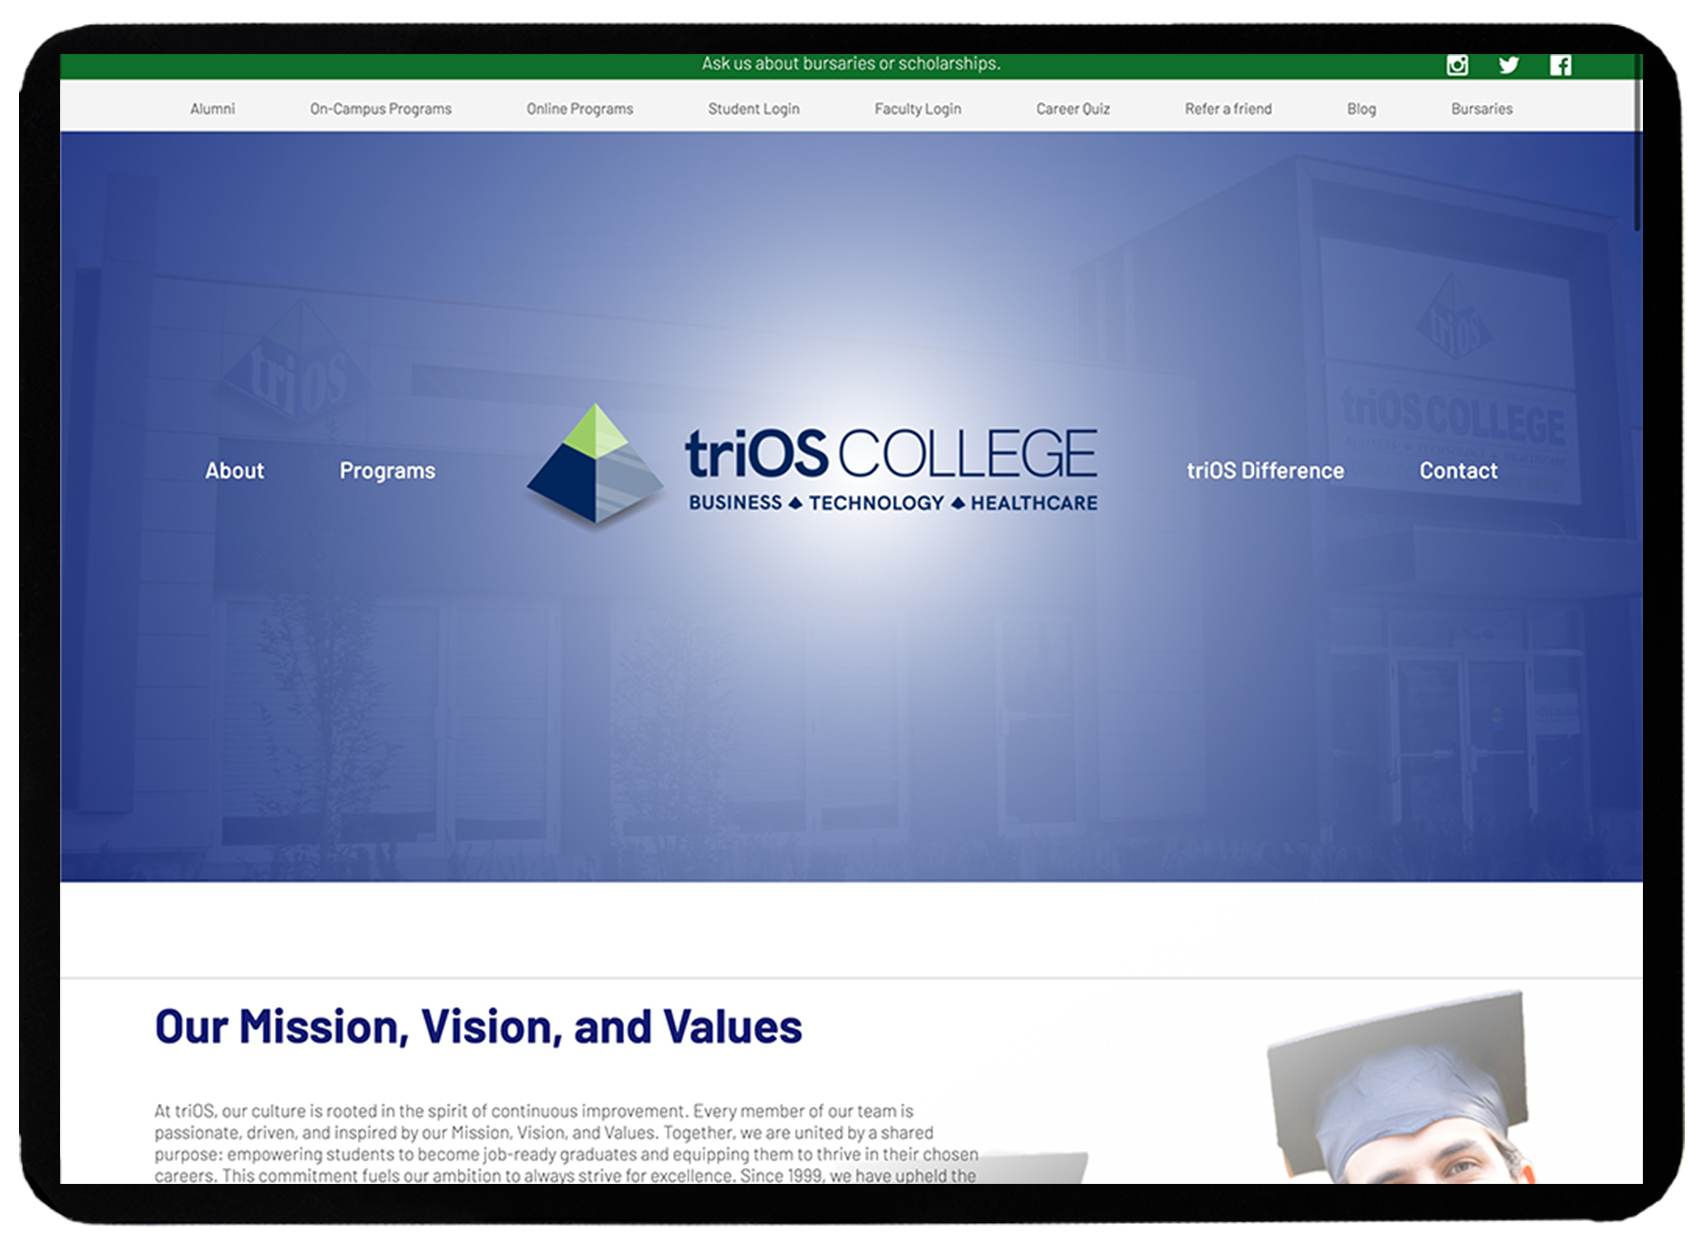 Ask us about bursaries or scholarships.
Alumni On-Campus Programs Online Programs Student Login Faculty Login Career Quiz Refer a friend Blog Bursaries
triOS
triOS
triOS COLLEGE
About Programs
triOS COLLEGE
BUSINESS TECHNOLOGY HEALTHCARE
triOS Difference Contact
Our Mission, Vision, and Values
At triOS, our culture is rooted in the spirit of continuous improvement. Every member of our team is
passionate, driven, and inspired by our Mission, Vision, and Values. Together, we are united by a shared
purpose: empowering students to become job-ready graduates and equipping them to thrive in their chosen
careers. This commitment fuels our ambition to always strive for excellence. Since 1999, we have upheld the